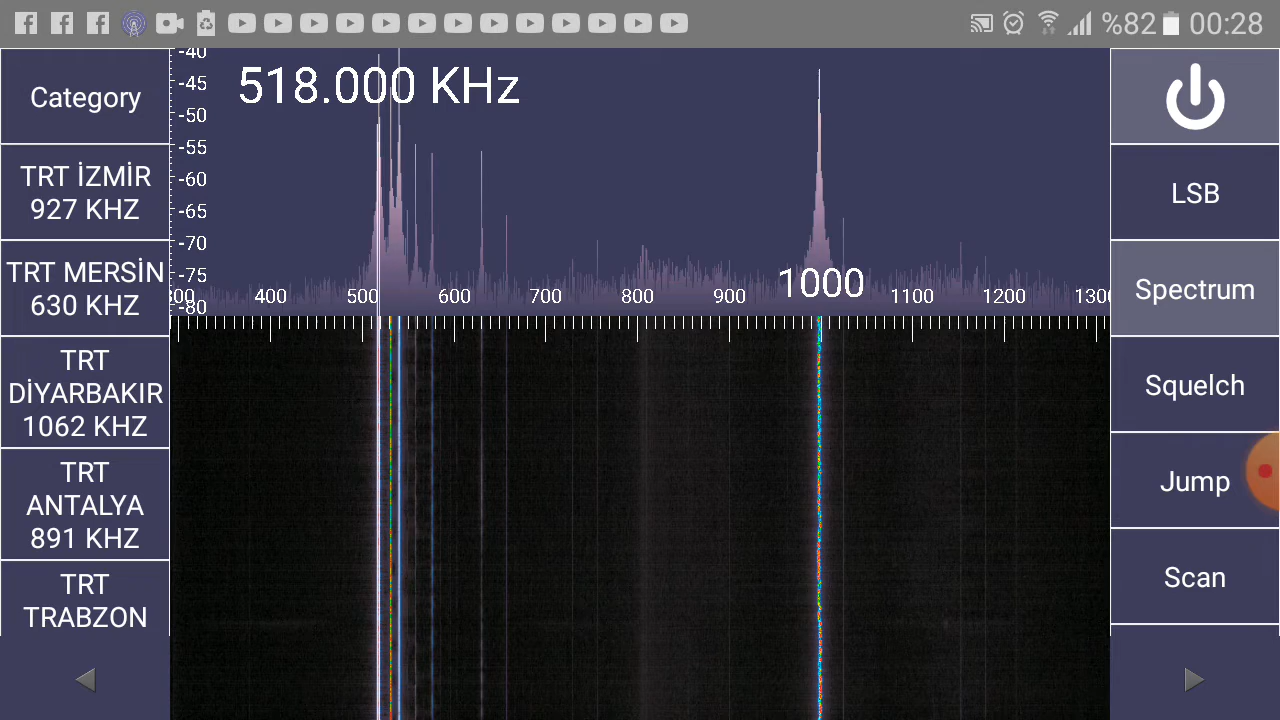 %82 00:28
Category
TRT İZMİR
927 KHZ
TRT MERSİN
630 KHZ
TRT
DİYARBAKIR
1062 KHZ
TRT
ANTALYA
891 KHZ
TRT
TRABZON
518.000 KHz
-40
-45
-50
-55
-60
-65
-70
-75
-80
300 400 500 600 700 800 900 1000 1100 1200 1300
LSB
Spectrum
Squelch
Jump
Scan